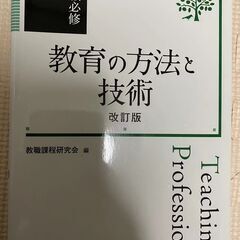 必修
教育の方法と
技術
改訂版
教職課程研究会 編
Teaching
Professio